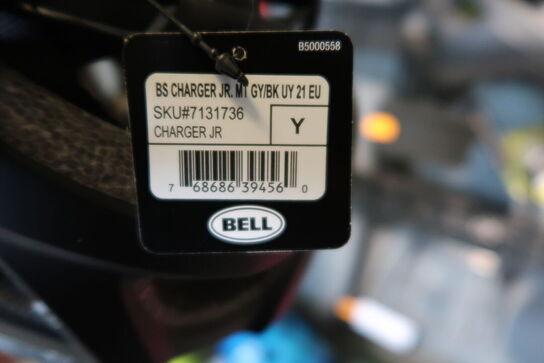 B5000558
BS CHARGER JR. MT GY/BK UY 21 EU
SKU#7131736
CHARGER JR
Y
7 68686 39456 0
BELL